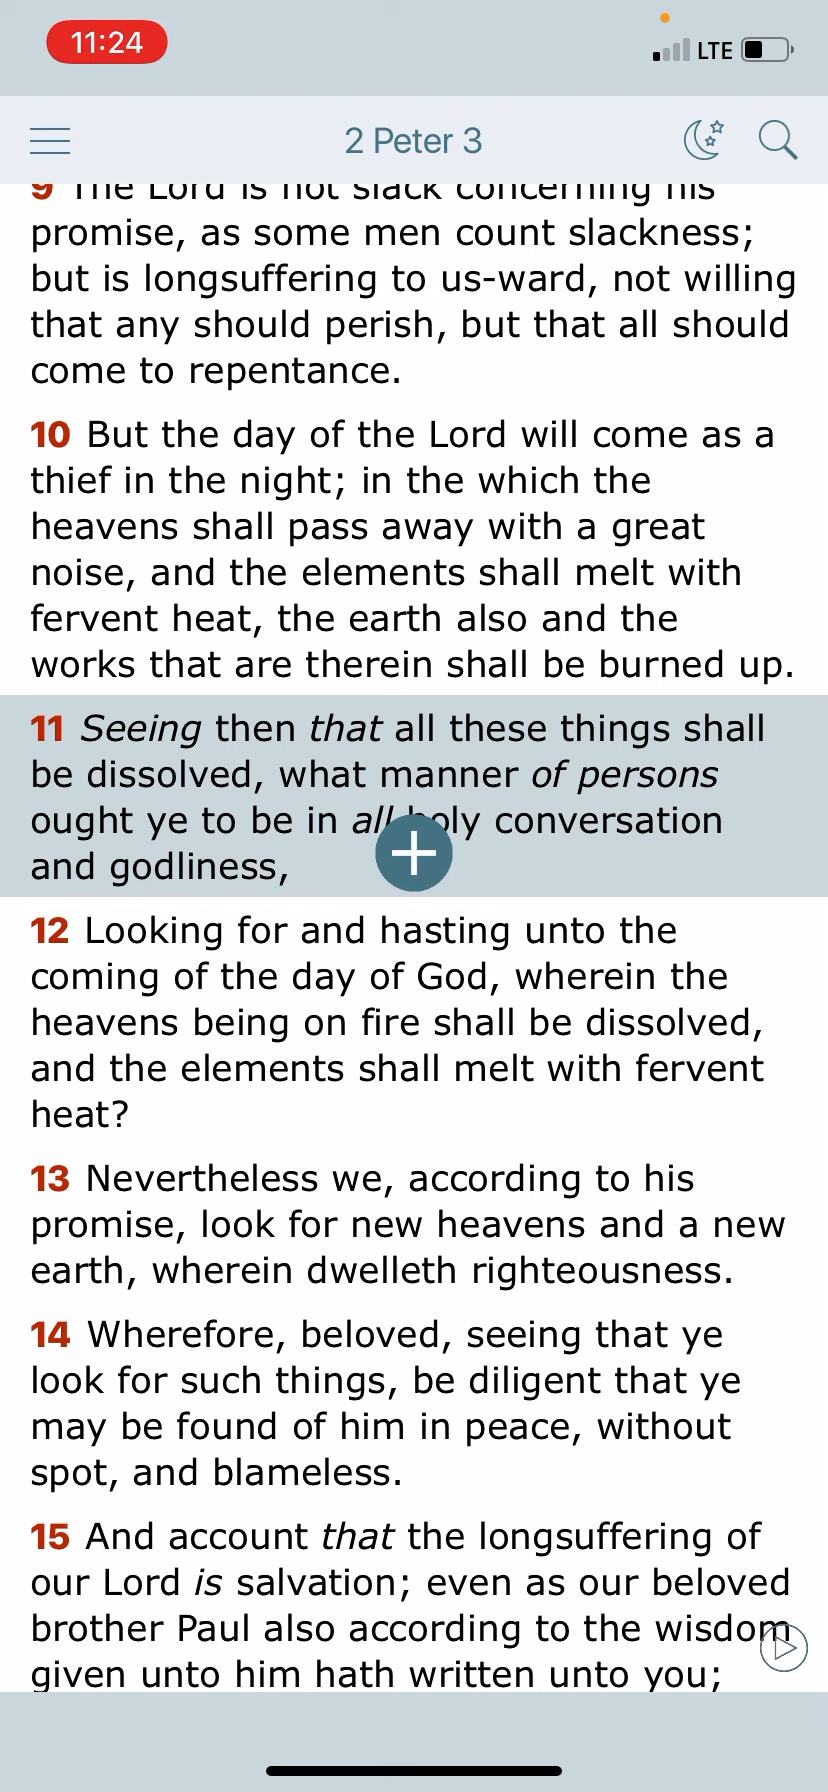 11:24
LTE
2 Peter 3
9 The Lord is not slack concerning his
promise, as some men count slackness;
but is longsuffering to us-ward, not willing
that any should perish, but that all should
come to repentance.
10 But the day of the Lord will come as a
thief in the night; in the which the
heavens shall pass away with a great
noise, and the elements shall melt with
fervent heat, the earth also and the
works that are therein shall be burned up.
11 Seeing then that all these things shall
be dissolved, what manner of persons
ought ye to be in all holy conversation
and godliness,
12 Looking for and hasting unto the
coming of the day of God, wherein the
heavens being on fire shall be dissolved,
and the elements shall melt with fervent
heat?
13 Nevertheless we, according to his
promise, look for new heavens and a new
earth, wherein dwelleth righteousness.
14 Wherefore, beloved, seeing that ye
look for such things, be diligent that ye
may be found of him in peace, without
spot, and blameless.
15 And account that the longsuffering of
our Lord is salvation; even as our beloved
brother Paul also according to the wisdom
given unto him hath written unto you;